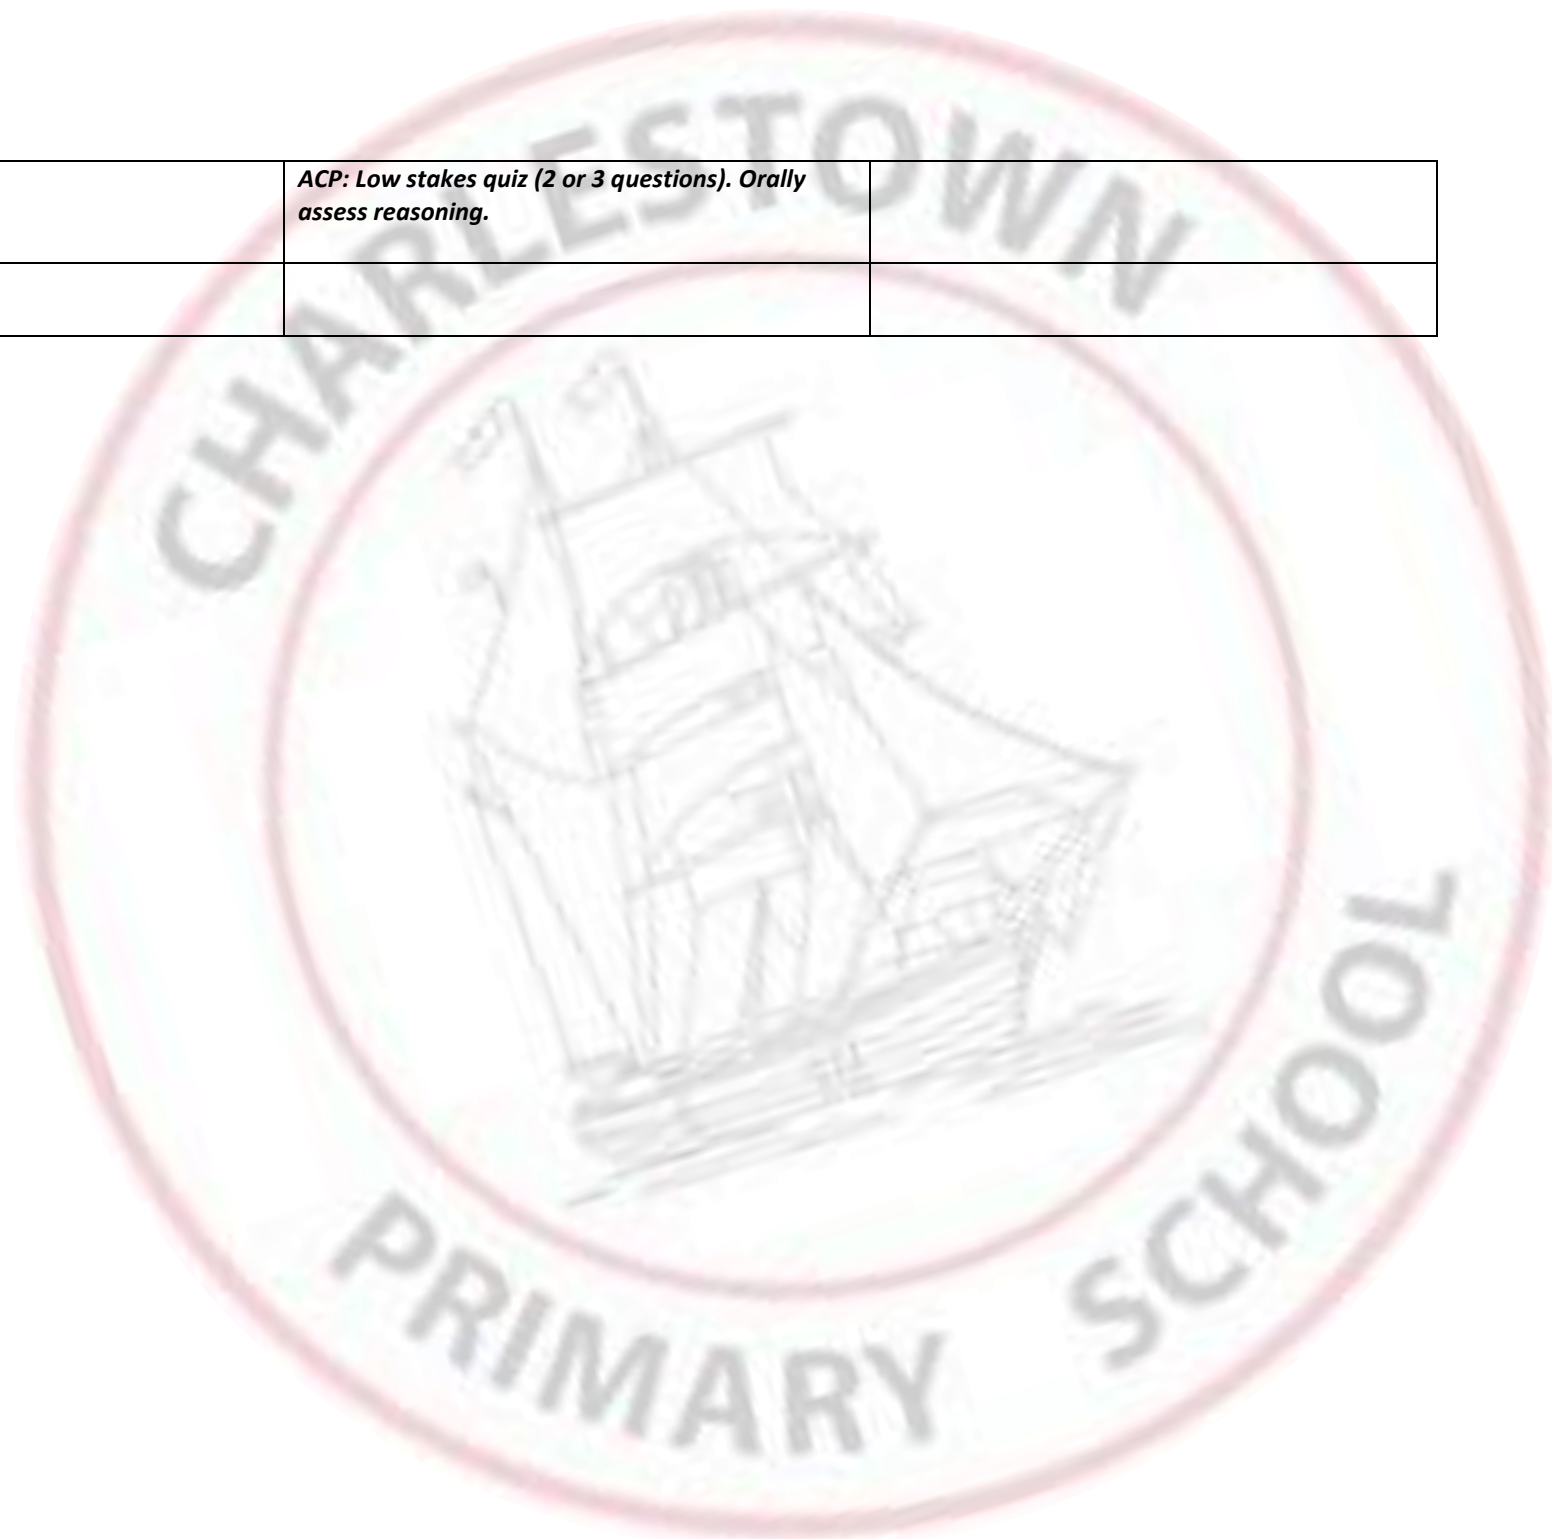 ACP: Low stakes quiz (2 or 3 questions). Orally
assess reasoning.
CHARLESTOWN
PRIMARY SCHOOL